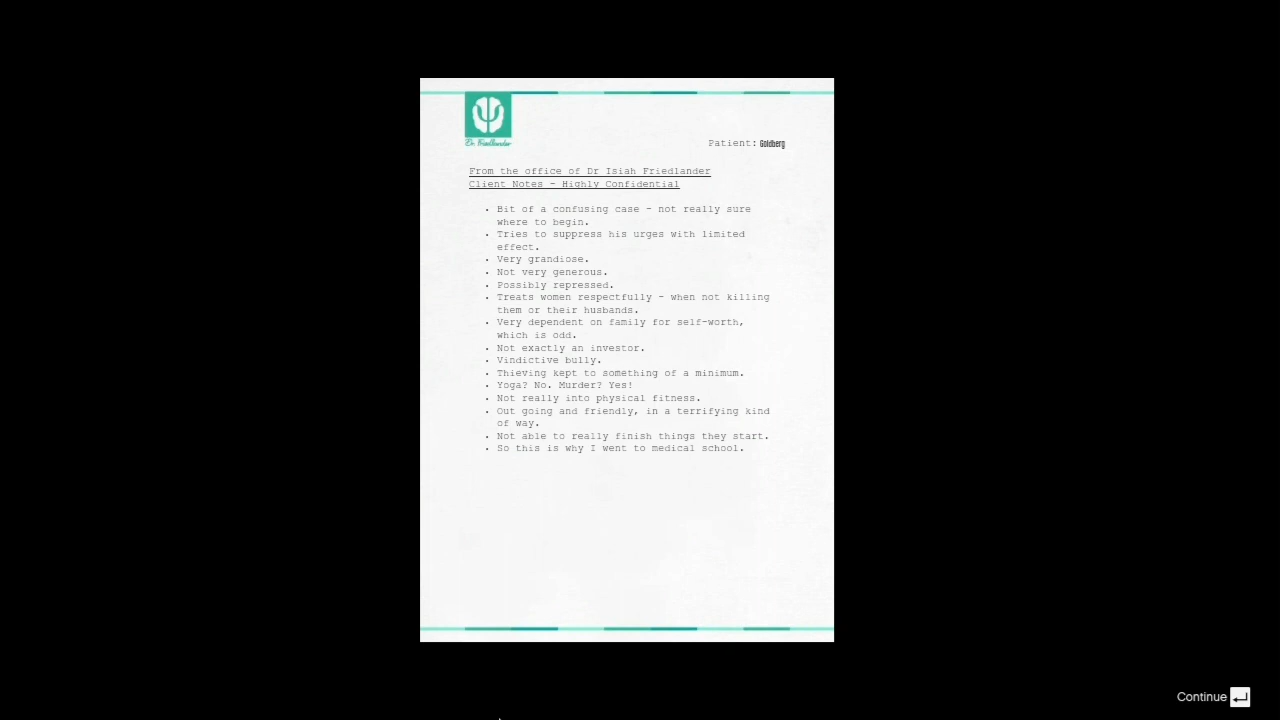 Dr. Friedlander
Patient: Goldberg
From the office of Dr Isiah Friedlander
Client Notes - Highly Confidential
• Bit of a confusing case - not really sure
where to begin.
• Tries to suppress his urges with limited
effect.
• Very grandiose.
• Not very generous.
• Possibly repressed.
• Treats women respectfully - when not killing
them or their husbands.
• Very dependent on family for self-worth,
which is odd.
• Not exactly an investor.
• Vindictive bully.
• Thieving kept to something of a minimum.
• Yoga? No. Murder? Yes!
• Not really into physical fitness.
• Out going and friendly, in a terrifying kind
of way.
• Not able to really finish things they start.
• So this is why I went to medical school.
Continue